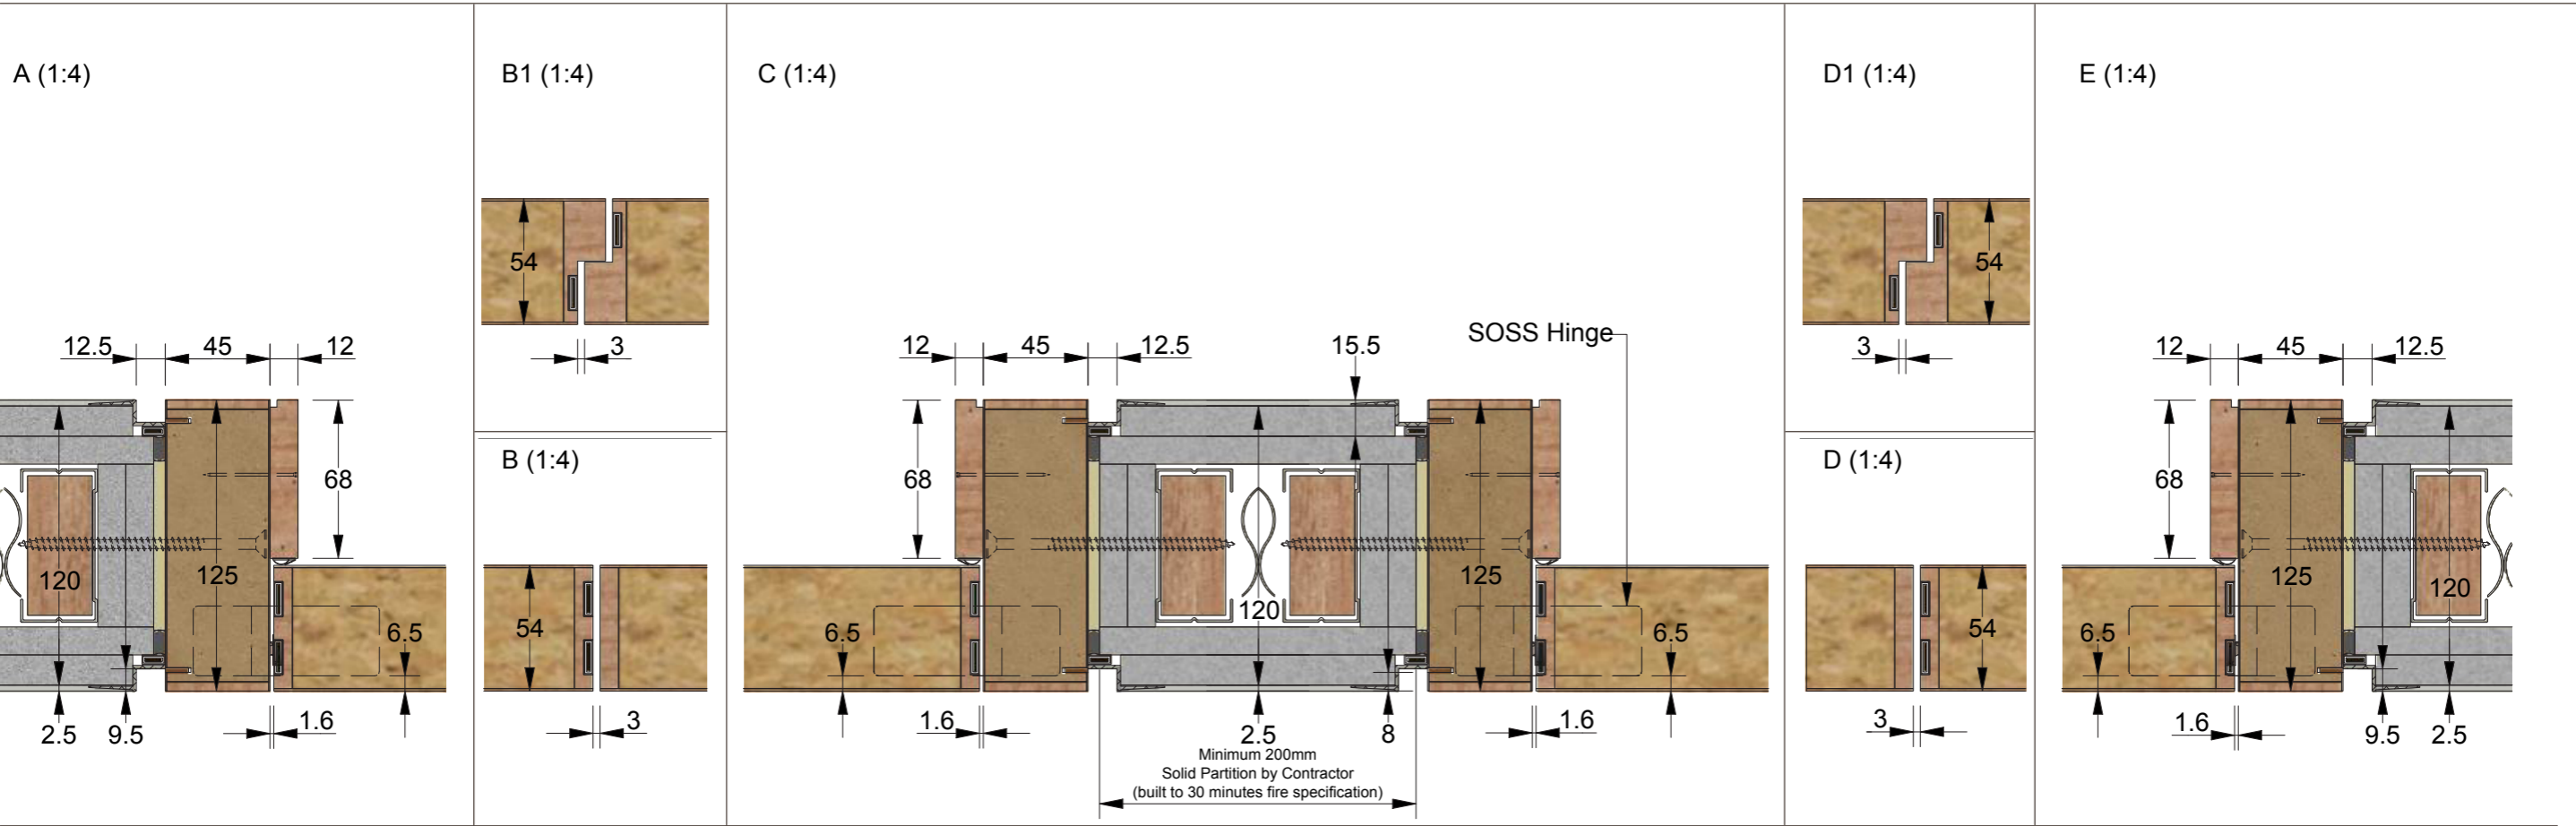 A (1:4)
12.5 45 12
68
120
125
6.5
2.5 9.5 1.6
B1 (1:4)
54
3
B (1:4)
54
3
C (1:4)
SOSS Hinge
12 45 12.5 15.5
68
125
120
6.5 6.5
1.6 2.5 8 1.6
Minimum 200mm
Solid Partition by Contractor
(built to 30 minutes fire specification)
D1 (1:4)
54
3
D (1:4)
54
3
E (1:4)
12 45 12.5
68
125 120
6.5
1.6 9.5 2.5